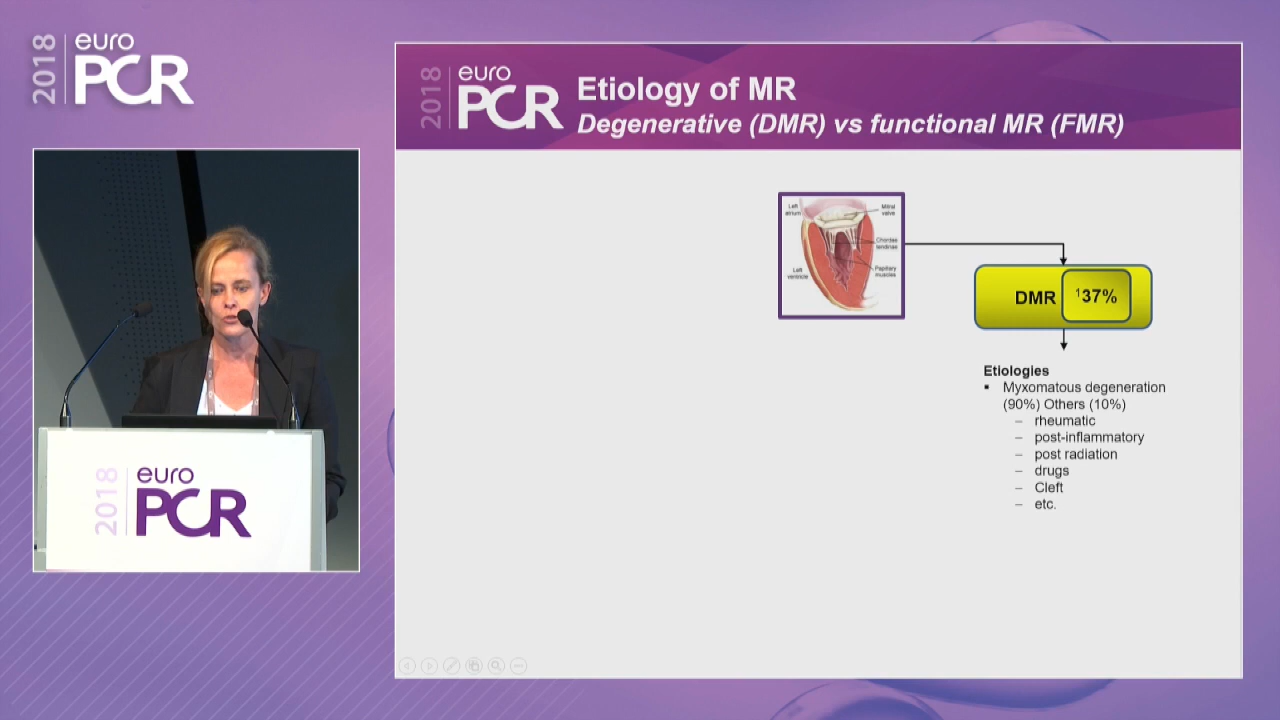 2018
euro
PCR
2018
euro
PCR
Etiology of MR
Degenerative (DMR) vs functional MR (FMR)
Left
atrium
Mitral
valve
Chordae
tendinae
Left
ventricle
Papillary
muscles
DMR
¹37%
Etiologies
▪ Myxomatous degeneration
(90%) Others (10%)
– rheumatic
– post-inflammatory
– post radiation
– drugs
– Cleft
– etc.
2018
euro
PCR